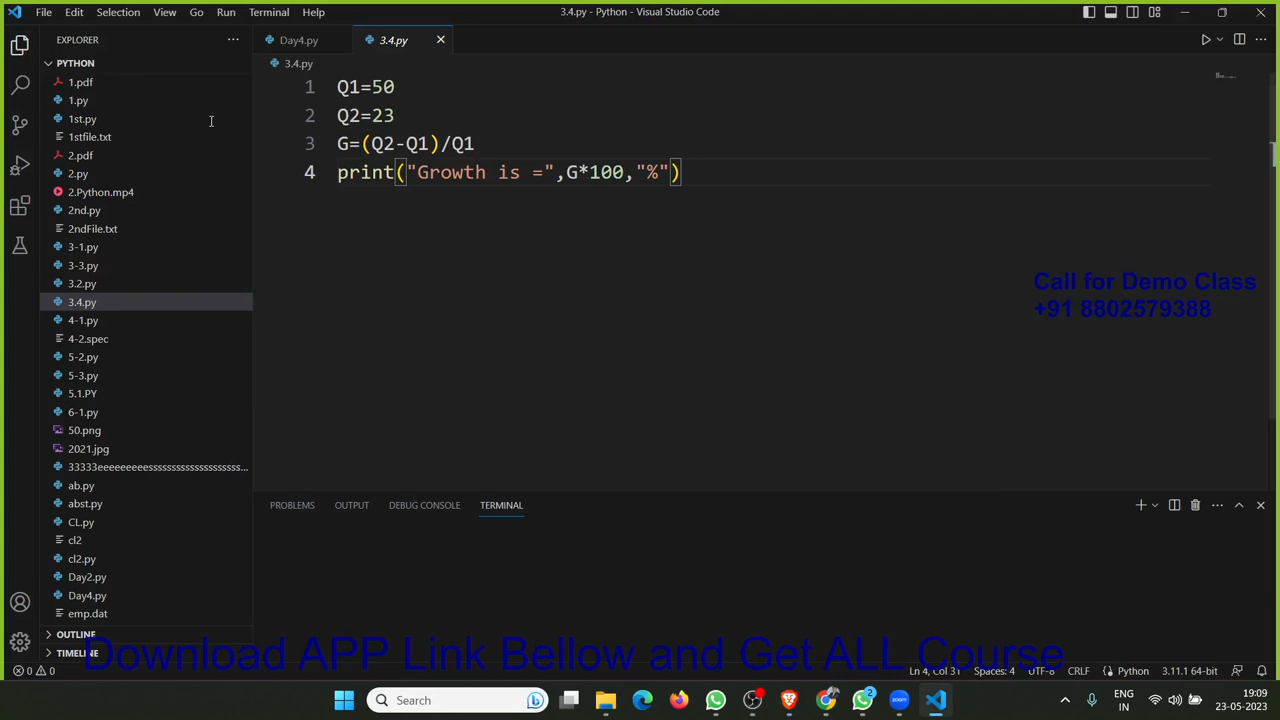 File Edit Selection View Go Run Terminal Help
3.4.py - Python - Visual Studio Code
EXPLORER
Day4.py
3.4.py
PYTHON
3.4.py
1.pdf
1.py
1st.py
1stfile.txt
2.pdf
2.py
2.Python.mp4
2nd.py
2ndFile.txt
3-1.py
3-3.py
3.2.py
3.4.py
4-1.py
4-2.spec
5-2.py
5-3.py
5.1.PY
6-1.py
50.png
2021.jpg
ab.py
abst.py
CL.py
cl2
cl2.py
Day2.py
Day4.py
emp.dat
OUTLINE
TIMELINE
1 Q1=50
2 Q2=23
3 G=(Q2-Q1)/Q1
4 print("Growth is =",G*100,"%")
Call for Demo Class
+91 8802579388
PROBLEMS OUTPUT DEBUG CONSOLE TERMINAL
Download APP Link Bellow and Get ALL Course
0 0
Ln 4, Col 31 Spaces: 4 UTF-8 CRLF Python 3.11.1 64-bit
Search
2
ENG
IN
19:09
23-05-2023